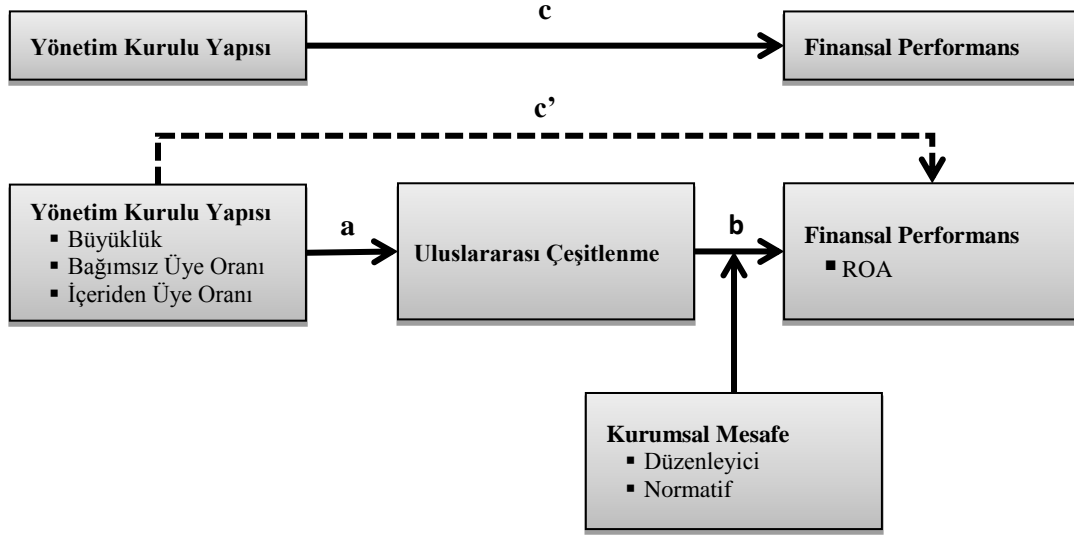 c
Yönetim Kurulu Yapısı
Finansal Performans
c’
Yönetim Kurulu Yapısı
▪ Büyüklük
▪ Bağımsız Üye Oranı
▪ İçeriden Üye Oranı
a
Uluslararası Çeşitlenme
b
Finansal Performans
▪ ROA
Kurumsal Mesafe
▪ Düzenleyici
▪ Normatif